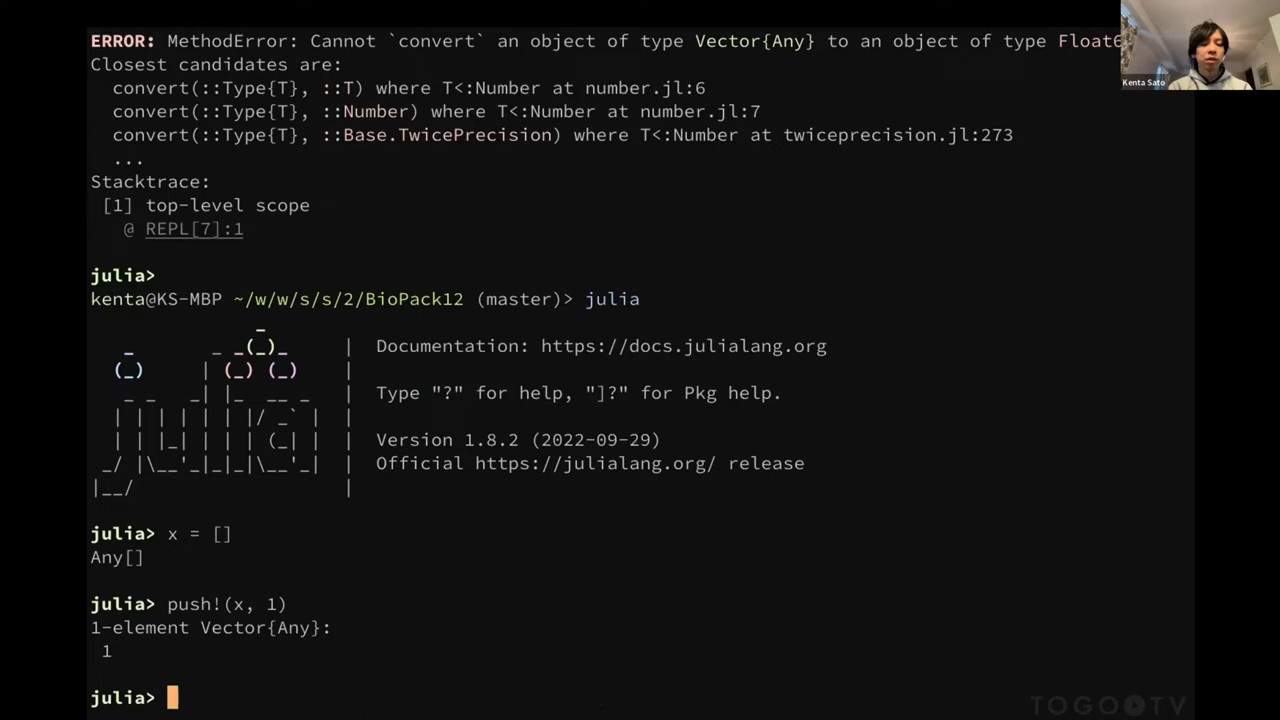 ERROR: MethodError: Cannot `convert` an object of type Vector{Any} to an object of type Float6
Closest candidates are:
  convert(::Type{T}, ::T) where T<:Number at number.jl:6
  convert(::Type{T}, ::Number) where T<:Number at number.jl:7
  convert(::Type{T}, ::Base.TwicePrecision) where T<:Number at twiceprecision.jl:273
  ...
Stacktrace:
 [1] top-level scope
   @ REPL[7]:1
julia>
kenta@KS-MBP ~/w/w/s/s/2/BioPack12 (master)> julia
Documentation: https://docs.julialang.org
Type "?" for help, "]?" for Pkg help.
Version 1.8.2 (2022-09-29)
Official https://julialang.org/ release
julia> x = []
Any[]
julia> push!(x, 1)
1-element Vector{Any}:
 1
julia>
Kenta Sato
TOGOTV